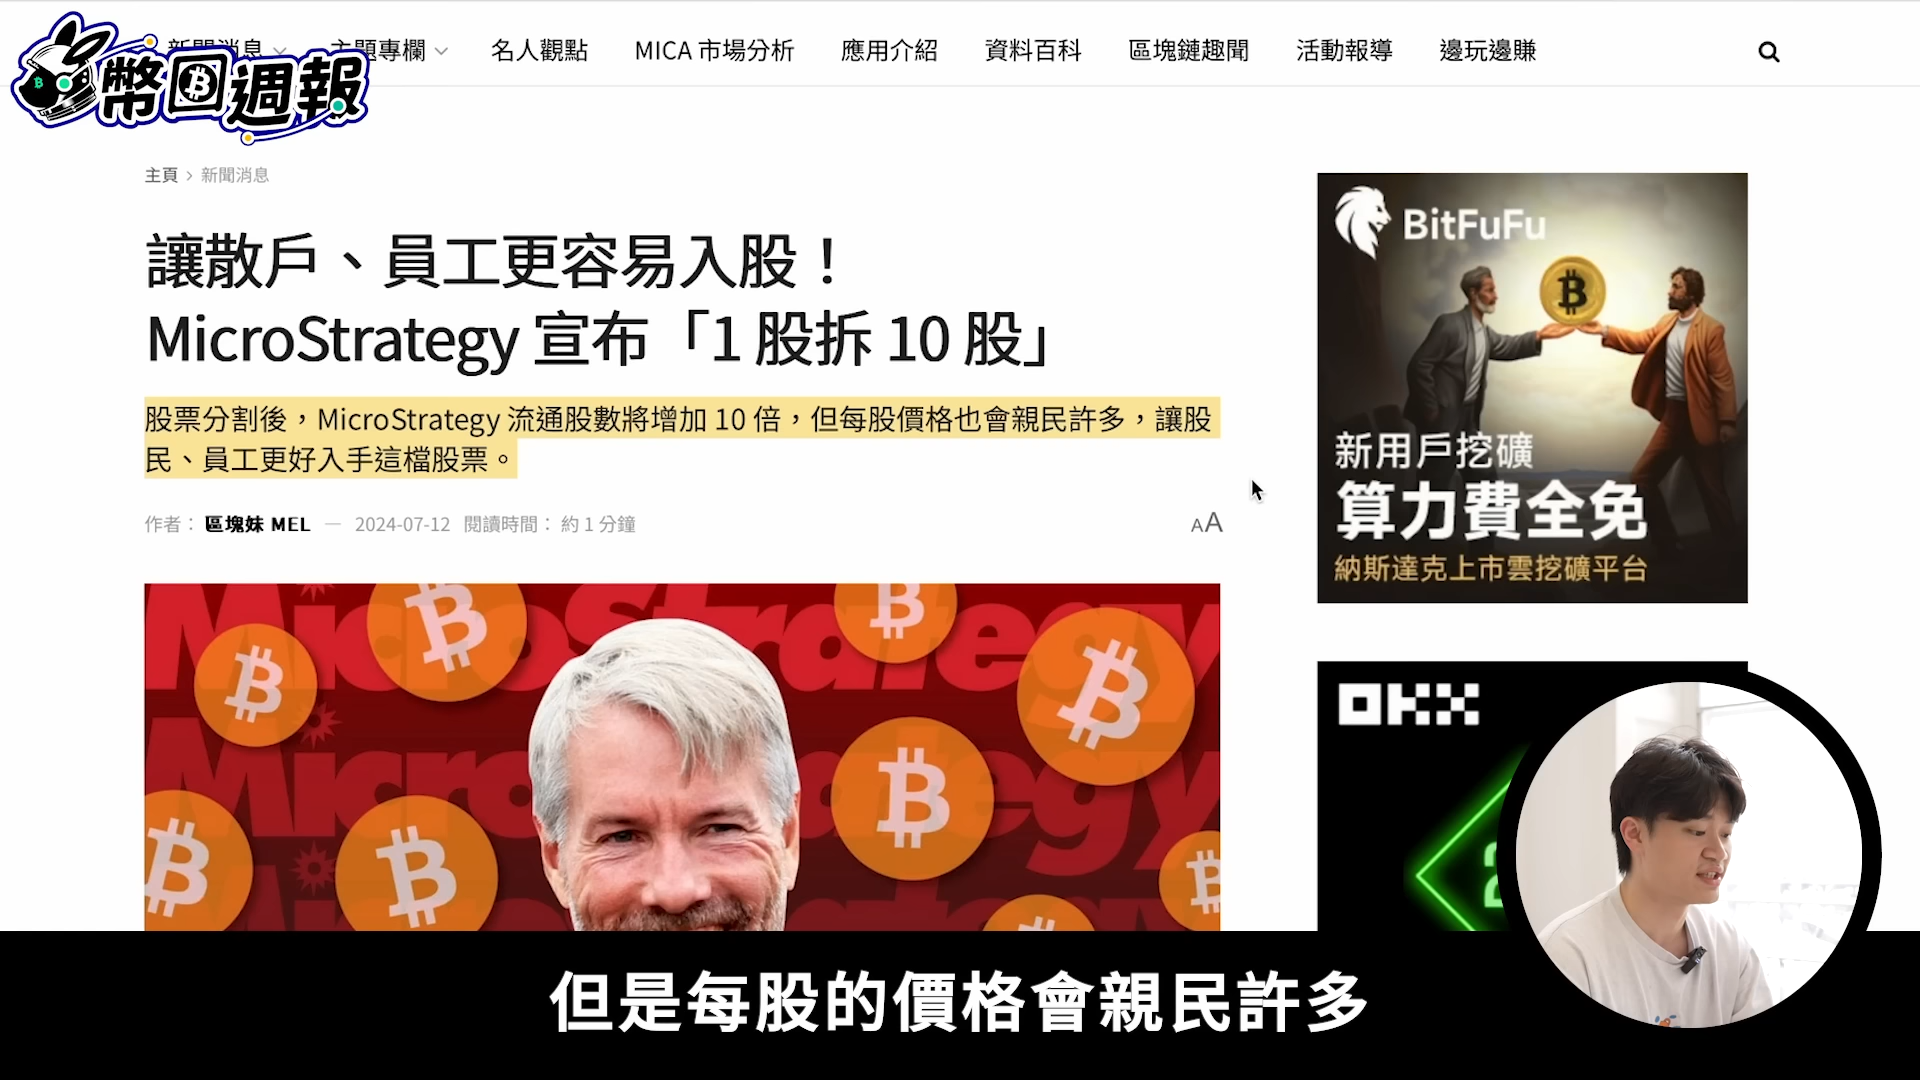 新聞消息
主題專欄
名人觀點
MICA 市場分析
應用介紹
資料百科
區塊鏈趣聞
活動報導
邊玩邊賺
幣圈週報
主頁 > 新聞消息
讓散戶、員工更容易入股!
MicroStrategy 宣布「1 股拆 10 股」
股票分割後,MicroStrategy 流通股數將增加 10 倍,但每股價格也會親民許多,讓股
民、員工更好入手這檔股票。
作者: 區塊妹 MEL — 2024-07-12 閱讀時間: 約 1 分鐘
AA
MicroStrategy
MicroStrategy
BitFuFu
新用戶挖礦
算力費全免
納斯達克上市雲挖礦平台
OKX
但是每股的價格會親民許多